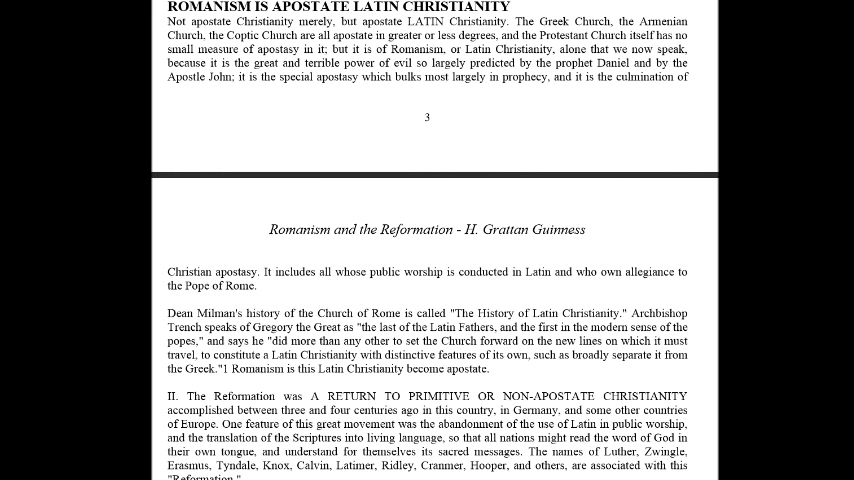 ROMANISM IS APOSTATE LATIN CHRISTIANITY
Not apostate Christianity merely, but apostate LATIN Christianity. The Greek Church, the Armenian
Church, the Coptic Church are all apostate in greater or less degrees, and the Protestant Church itself has no
small measure of apostasy in it; but it is of Romanism, or Latin Christianity, alone that we now speak,
because it is the great and terrible power of evil so largely predicted by the prophet Daniel and by the
Apostle John; it is the special apostasy which bulks most largely in prophecy, and it is the culmination of
3
Romanism and the Reformation - H. Grattan Guinness
Christian apostasy. It includes all whose public worship is conducted in Latin and who own allegiance to
the Pope of Rome.
Dean Milman's history of the Church of Rome is called "The History of Latin Christianity." Archbishop
Trench speaks of Gregory the Great as "the last of the Latin Fathers, and the first in the modern sense of the
popes," and says he "did more than any other to set the Church forward on the new lines on which it must
travel, to constitute a Latin Christianity with distinctive features of its own, such as broadly separate it from
the Greek."1 Romanism is this Latin Christianity become apostate.
II. The Reformation was A RETURN TO PRIMITIVE OR NON-APOSTATE CHRISTIANITY
accomplished between three and four centuries ago in this country, in Germany, and some other countries
of Europe. One feature of this great movement was the abandonment of the use of Latin in public worship,
and the translation of the Scriptures into living language, so that all nations might read the word of God in
their own tongue, and understand for themselves its sacred messages. The names of Luther, Zwingle,
Erasmus, Tyndale, Knox, Calvin, Latimer, Ridley, Cranmer, Hooper, and others, are associated with this
"Reformation."